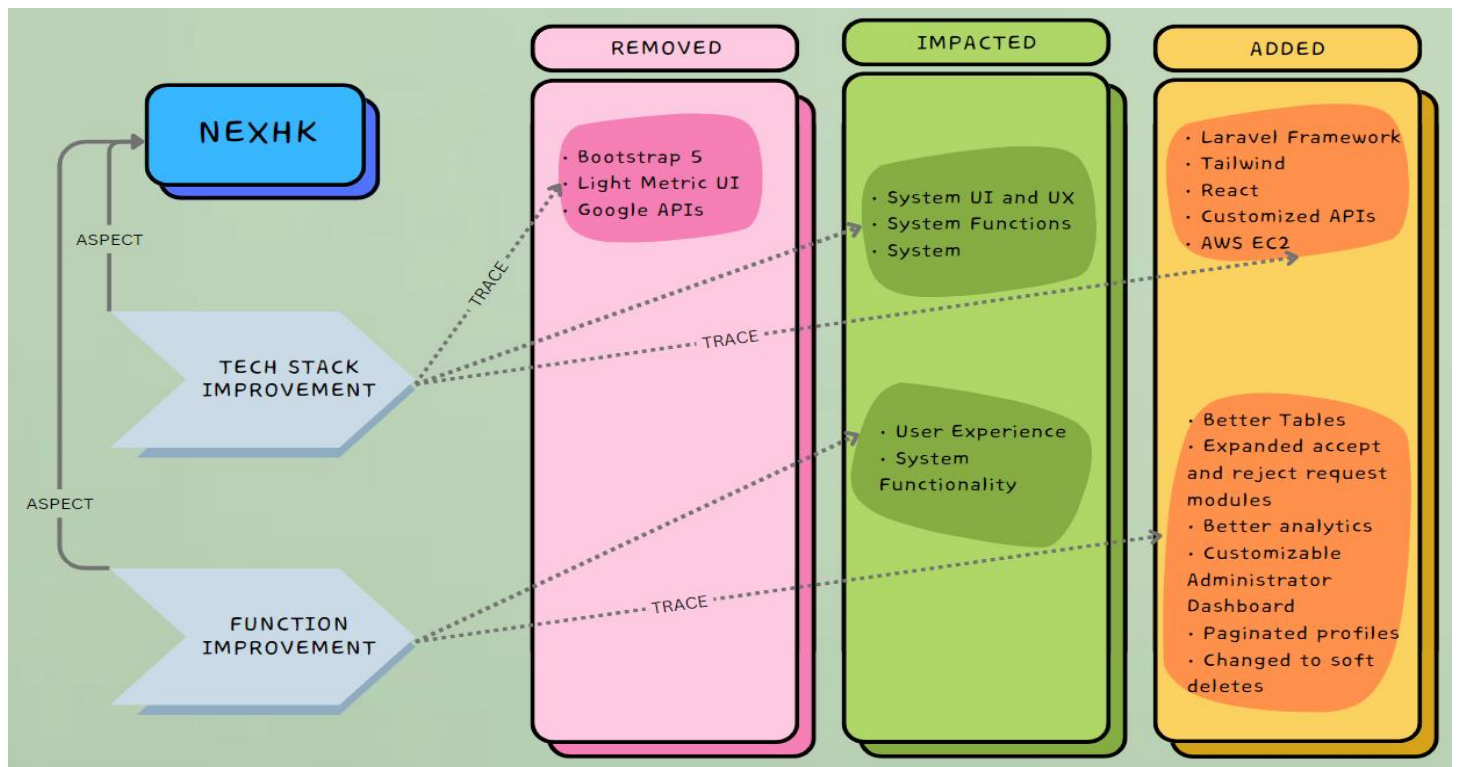 REMOVED
IMPACTED
ADDED
NEXHK
ASPECT
ASPECT
TECH STACK
IMPROVEMENT
FUNCTION
IMPROVEMENT
TRACE
TRACE
TRACE
· Bootstrap 5
· Light Metric UI
· Google APIs
· System UI and UX
· System Functions
· System
· User Experience
· System
Functionality
· Laravel Framework
· Tailwind
· React
· Customized APIs
· AWS EC2
· Better Tables
· Expanded accept
and reject request
modules
· Better analytics
· Customizable
Administrator
Dashboard
· Paginated profiles
· Changed to soft
deletes